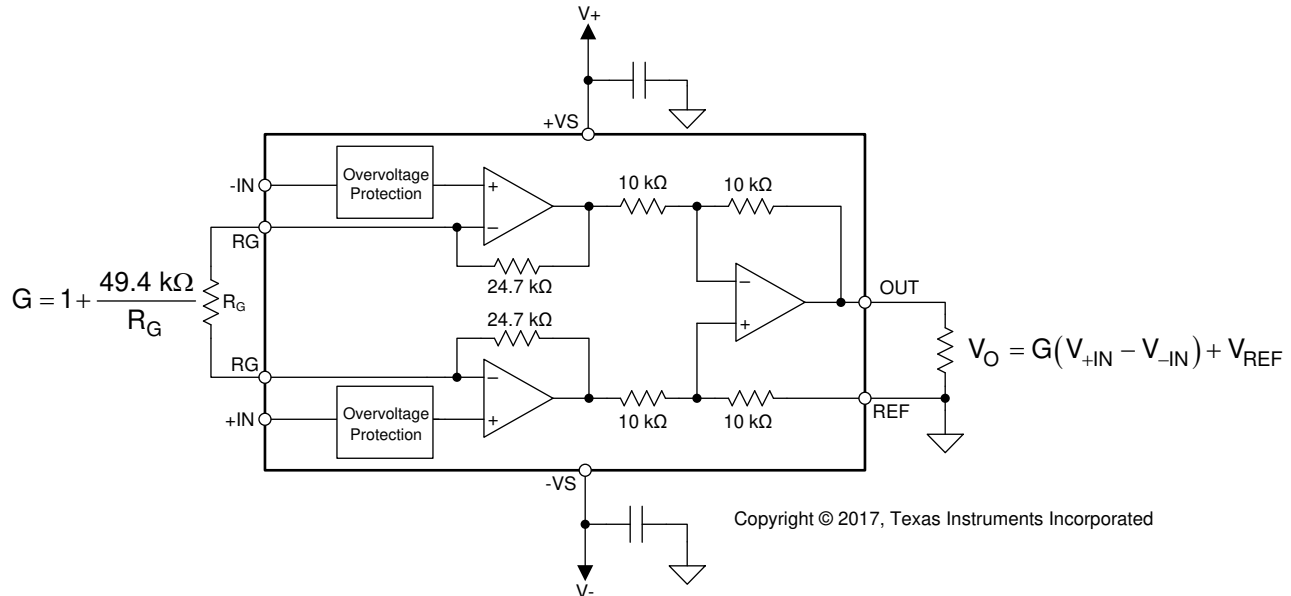 V+
+VS
-IN
Overvoltage
Protection
+
−
10 kΩ
10 kΩ
RG
24.7 kΩ
G = 1 + 49.4 kΩ / R_G
R_G
−
+
OUT
V_O = G(V_{+IN} − V_{−IN}) + V_{REF}
24.7 kΩ
RG
−
+
+IN
Overvoltage
Protection
10 kΩ
10 kΩ
REF
-VS
Copyright © 2017, Texas Instruments Incorporated
V-